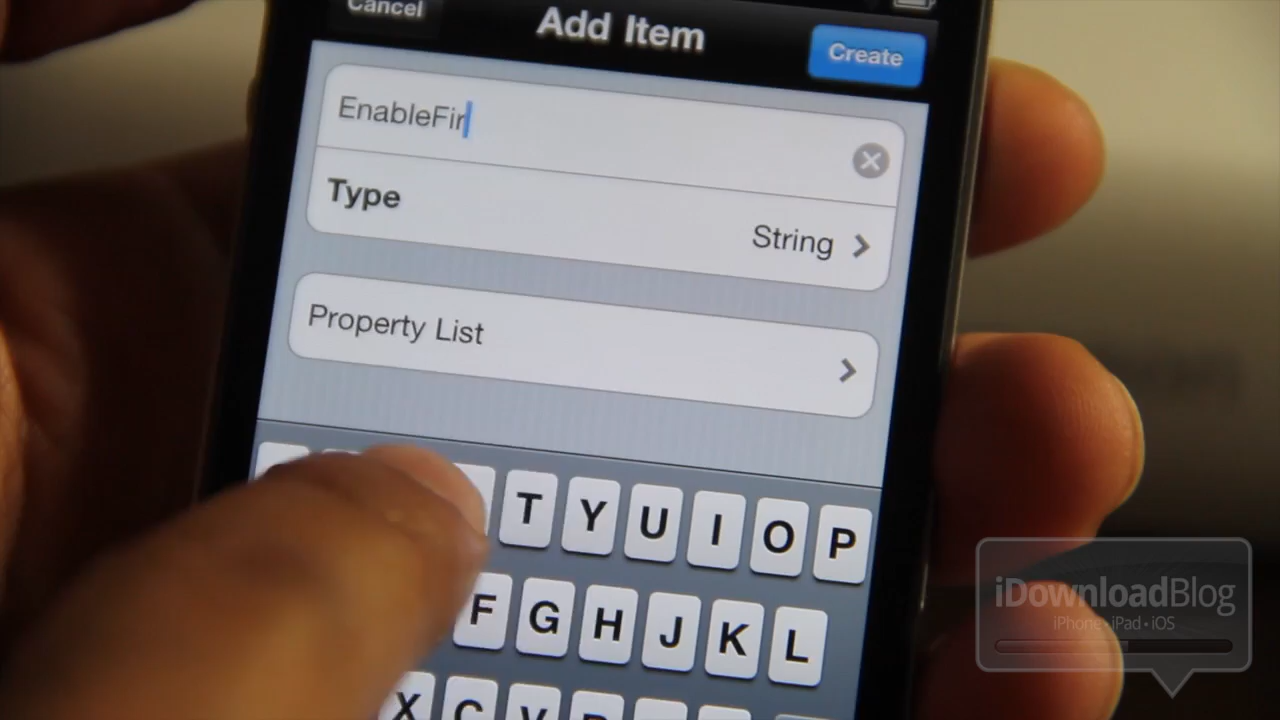 Cancel
Add Item
Create
EnableFir
Type
String
Property List
T Y U I O P
F G H J K L
X C V
iDownloadBlog
iPhone • iPad • iOS